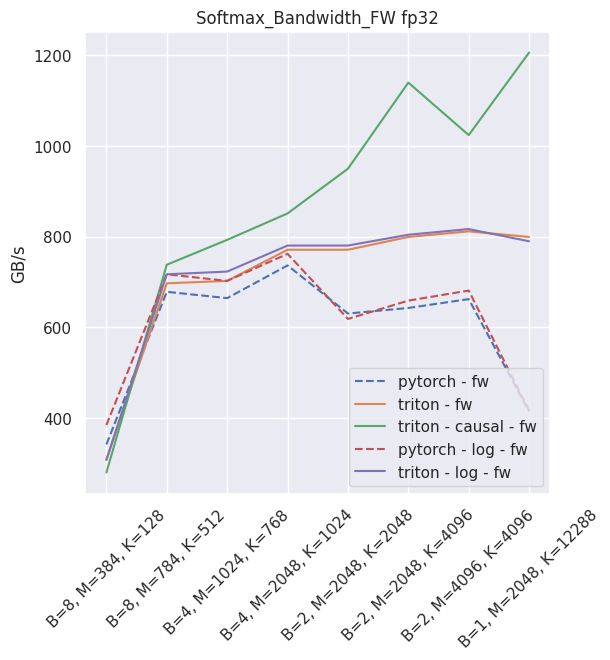 Softmax_Bandwidth_FW fp32
1200
1000
800
600
400
GB/s
pytorch - fw
triton - fw
triton - causal - fw
pytorch - log - fw
triton - log - fw
B=8, M=384, K=128
B=8, M=784, K=512
B=4, M=1024, K=768
B=4, M=2048, K=1024
B=2, M=2048, K=2048
B=2, M=2048, K=4096
B=2, M=4096, K=4096
B=1, M=2048, K=12288